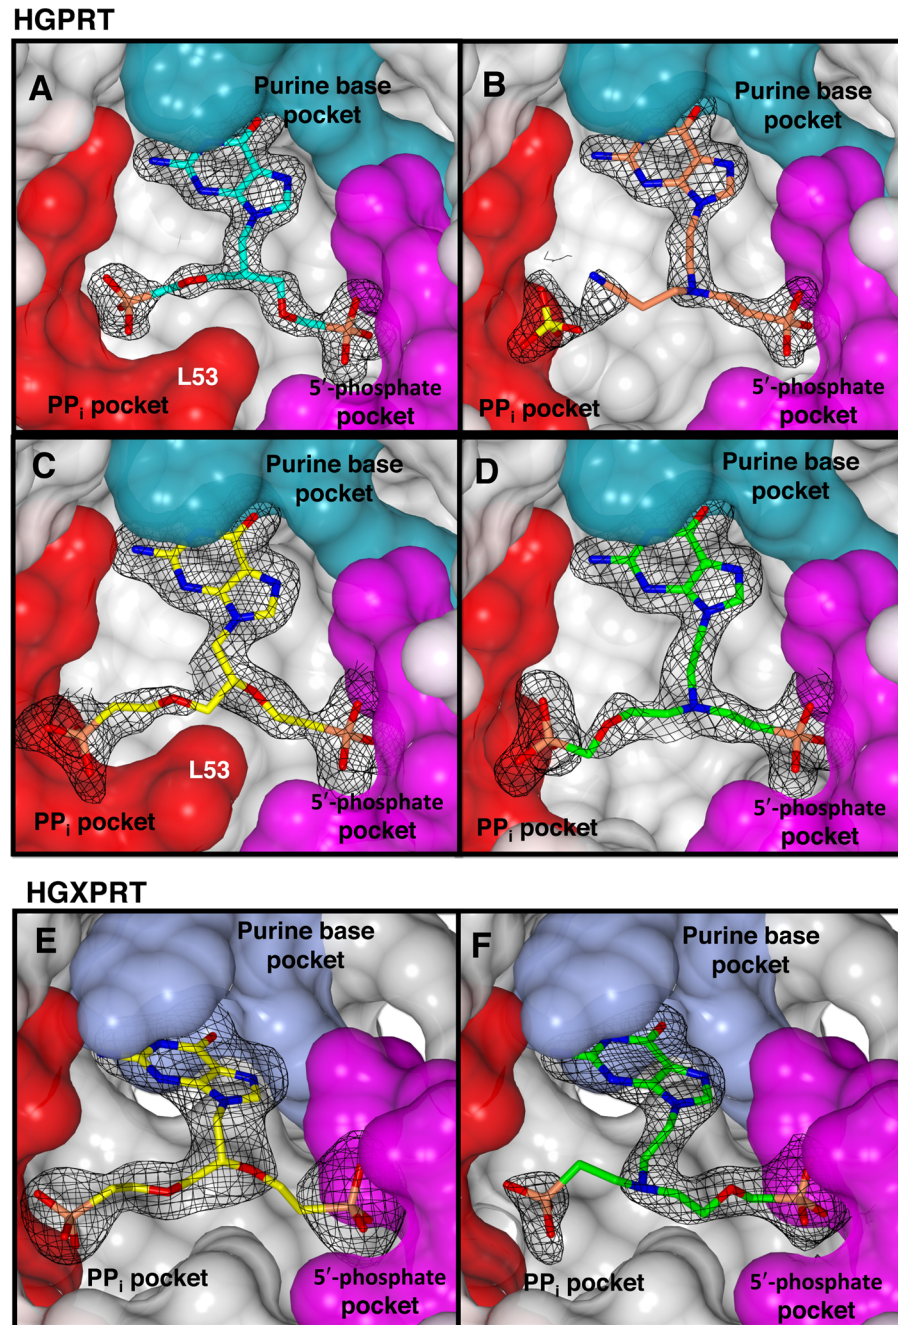 HGPRT
A
Purine base
pocket
L53
PPi pocket
5′-phosphate
pocket
B
Purine base
pocket
PPi pocket
5′-phosphate
pocket
C
Purine base
pocket
L53
PPi pocket
5′-phosphate
pocket
D
Purine base
pocket
PPi pocket
5′-phosphate
pocket
HGXPRT
E
Purine base
pocket
PPi pocket
5′-phosphate
pocket
F
Purine base
pocket
PPi pocket
5′-phosphate
pocket